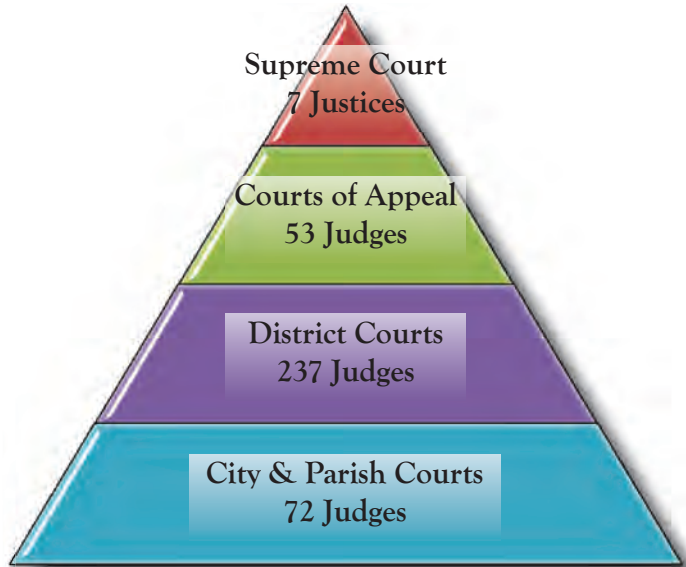 Supreme Court
7 Justices
Courts of Appeal
53 Judges
District Courts
237 Judges
City & Parish Courts
72 Judges